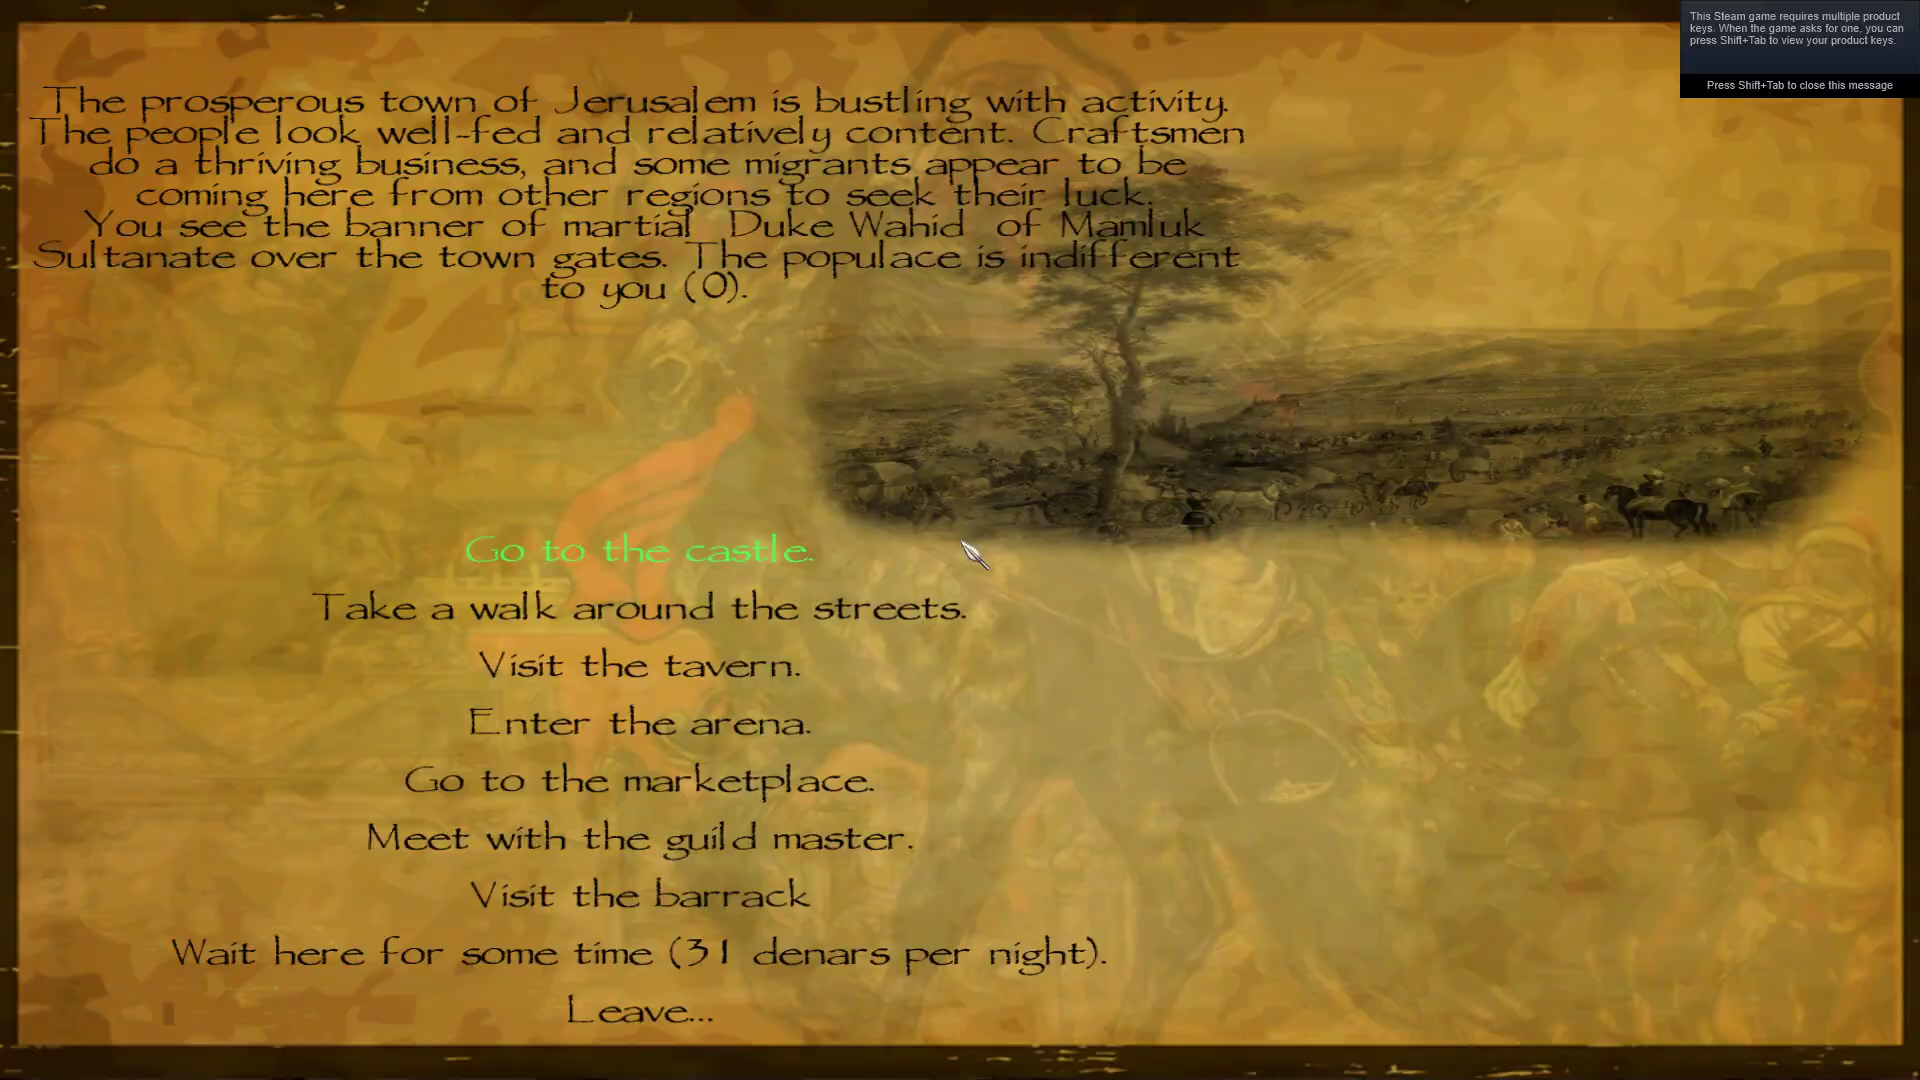 This Steam game requires multiple product
keys. When the game asks for one, you can
press Shift+Tab to view your product keys.
Press Shift+Tab to close this message
The prosperous town of Jerusalem is bustling with activity.
The people look well-fed and relatively content. Craftsmen
do a thriving business, and some migrants appear to be
coming here from other regions to seek their luck.
You see the banner of martial Duke Wahid of Mamluk
Sultanate over the town gates. The populace is indifferent
to you (0).
Go to the castle.
Take a walk around the streets.
Visit the tavern.
Enter the arena.
Go to the marketplace.
Meet with the guild master.
Visit the barrack
Wait here for some time (31 denars per night).
Leave...